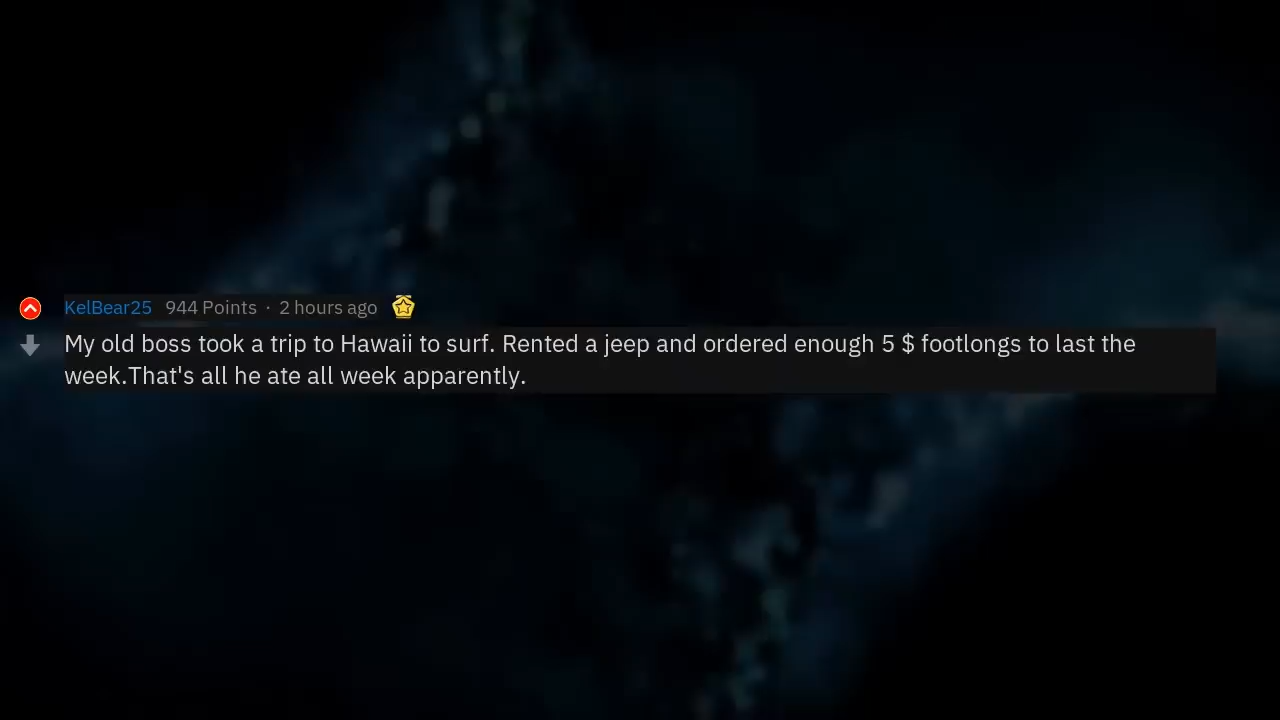 KelBear25 944 Points · 2 hours ago
My old boss took a trip to Hawaii to surf. Rented a jeep and ordered enough 5 $ footlongs to last the
week.That's all he ate all week apparently.